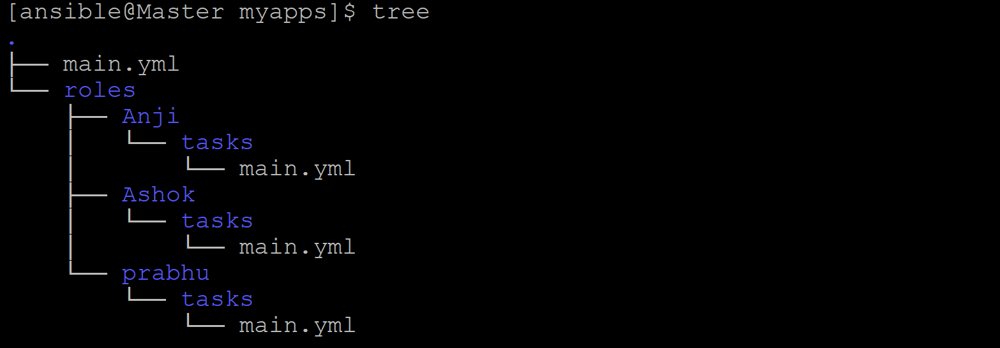 [ansible@Master myapps]$ tree
.
├── main.yml
└── roles
    ├── Anji
    │   └── tasks
    │       └── main.yml
    ├── Ashok
    │   └── tasks
    │       └── main.yml
    └── prabhu
        └── tasks
            └── main.yml